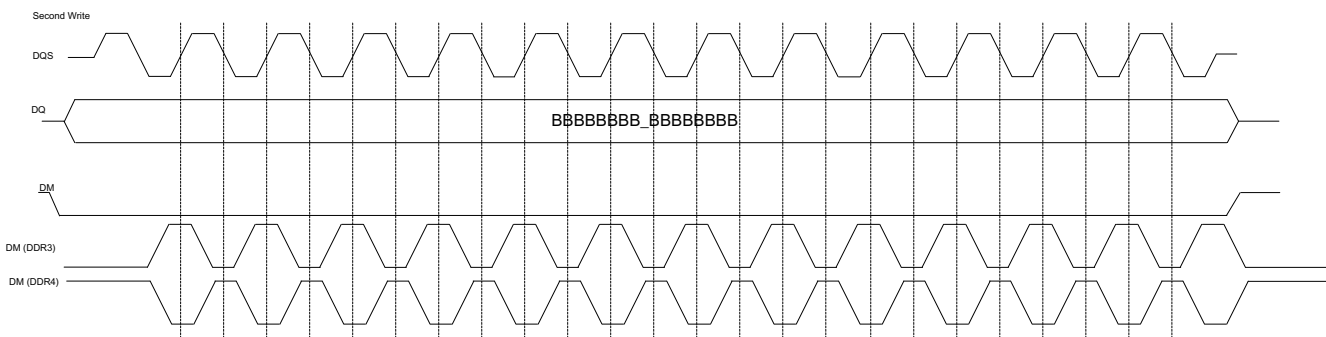 Second Write
DQS
DQ
BBBBBBBB_BBBBBBBB
DM
DM (DDR3)
DM (DDR4)